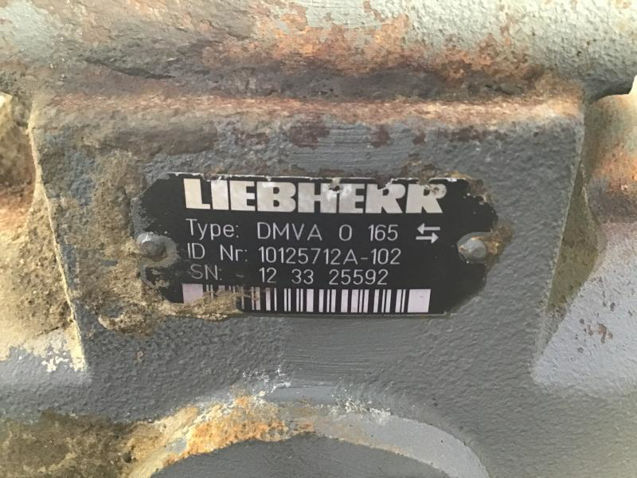 LIEBHERR
Type: DMVA 0 165 ⇆
ID Nr: 10125712A-102
SN: 12 33 25592